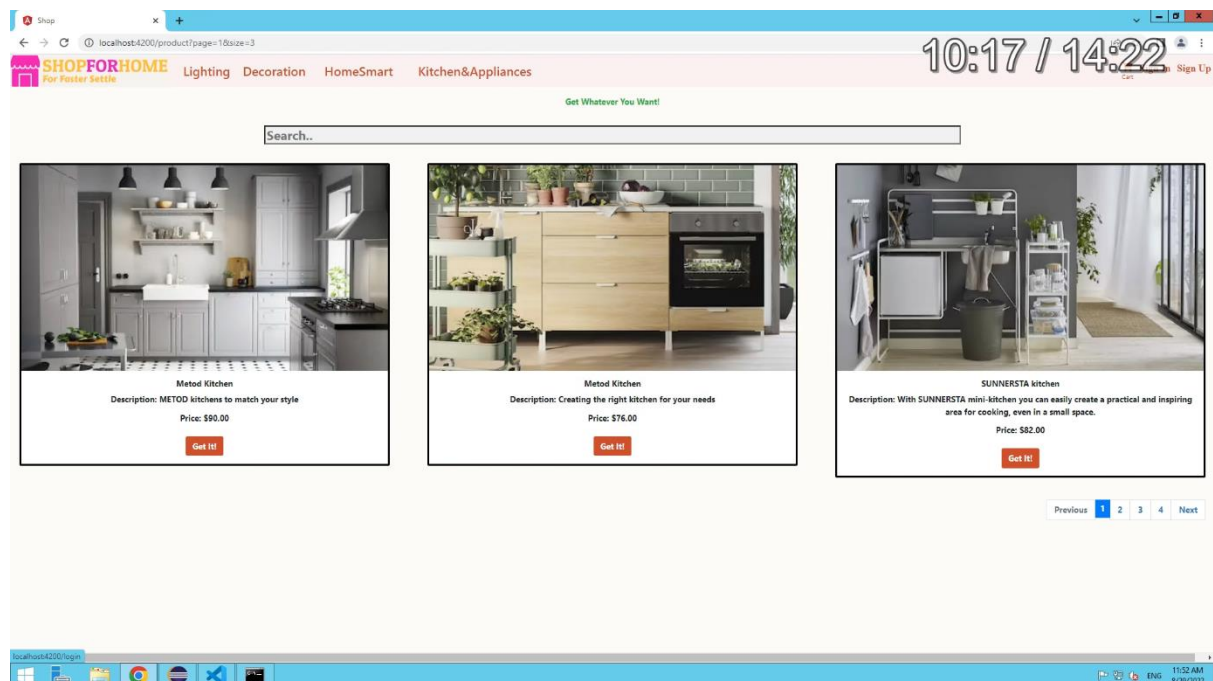 Shop
localhost:4200/product?page=1&size=3
10:17 / 14:22
SHOPFORHOME
For Faster Settle
Lighting Decoration HomeSmart Kitchen&Appliances
Cart
Sign Up
Get Whatever You Want!
Search..
Metod Kitchen
Description: METOD kitchens to match your style
Price: $90.00
Get It!
Metod Kitchen
Description: Creating the right kitchen for your needs
Price: $76.00
Get It!
SUNNERSTA kitchen
Description: With SUNNERSTA mini-kitchen you can easily create a practical and inspiring
area for cooking, even in a small space.
Price: $82.00
Get It!
Previous 1 2 3 4 Next
localhost:4200/login
ENG
11:52 AM